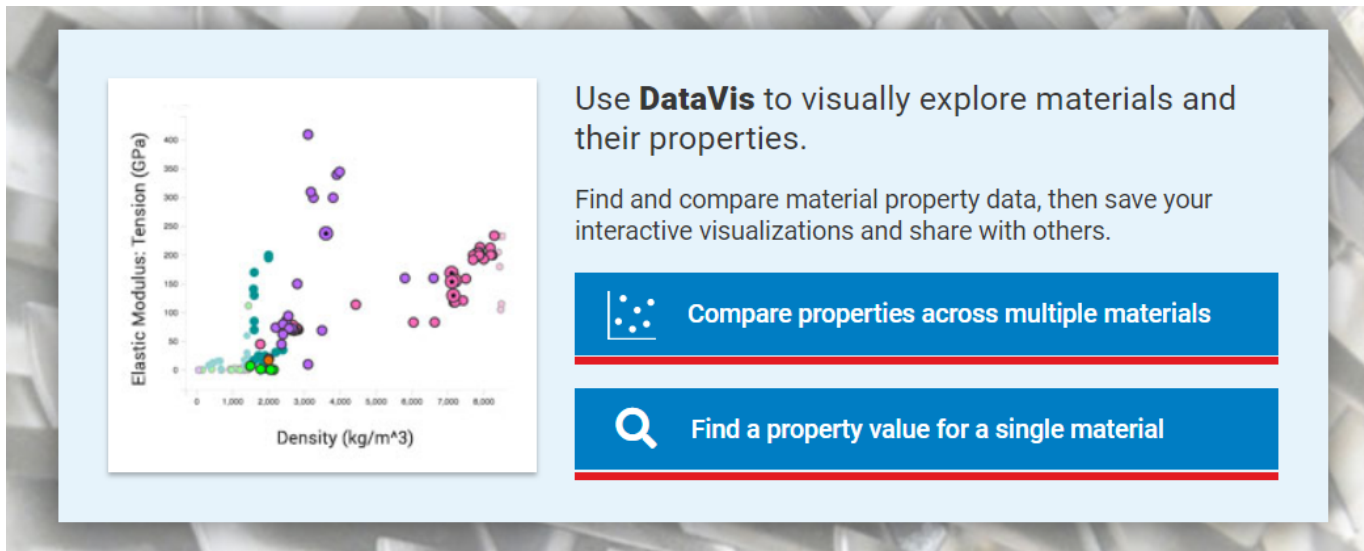 Use DataVis to visually explore materials and
their properties.
Find and compare material property data, then save your
interactive visualizations and share with others.
Compare properties across multiple materials
Find a property value for a single material
Elastic Modulus: Tension (GPa)
400
350
300
250
200
150
100
50
0
0 1,000 2,000 3,000 4,000 5,000 6,000 7,000 8,000
Density (kg/m^3)